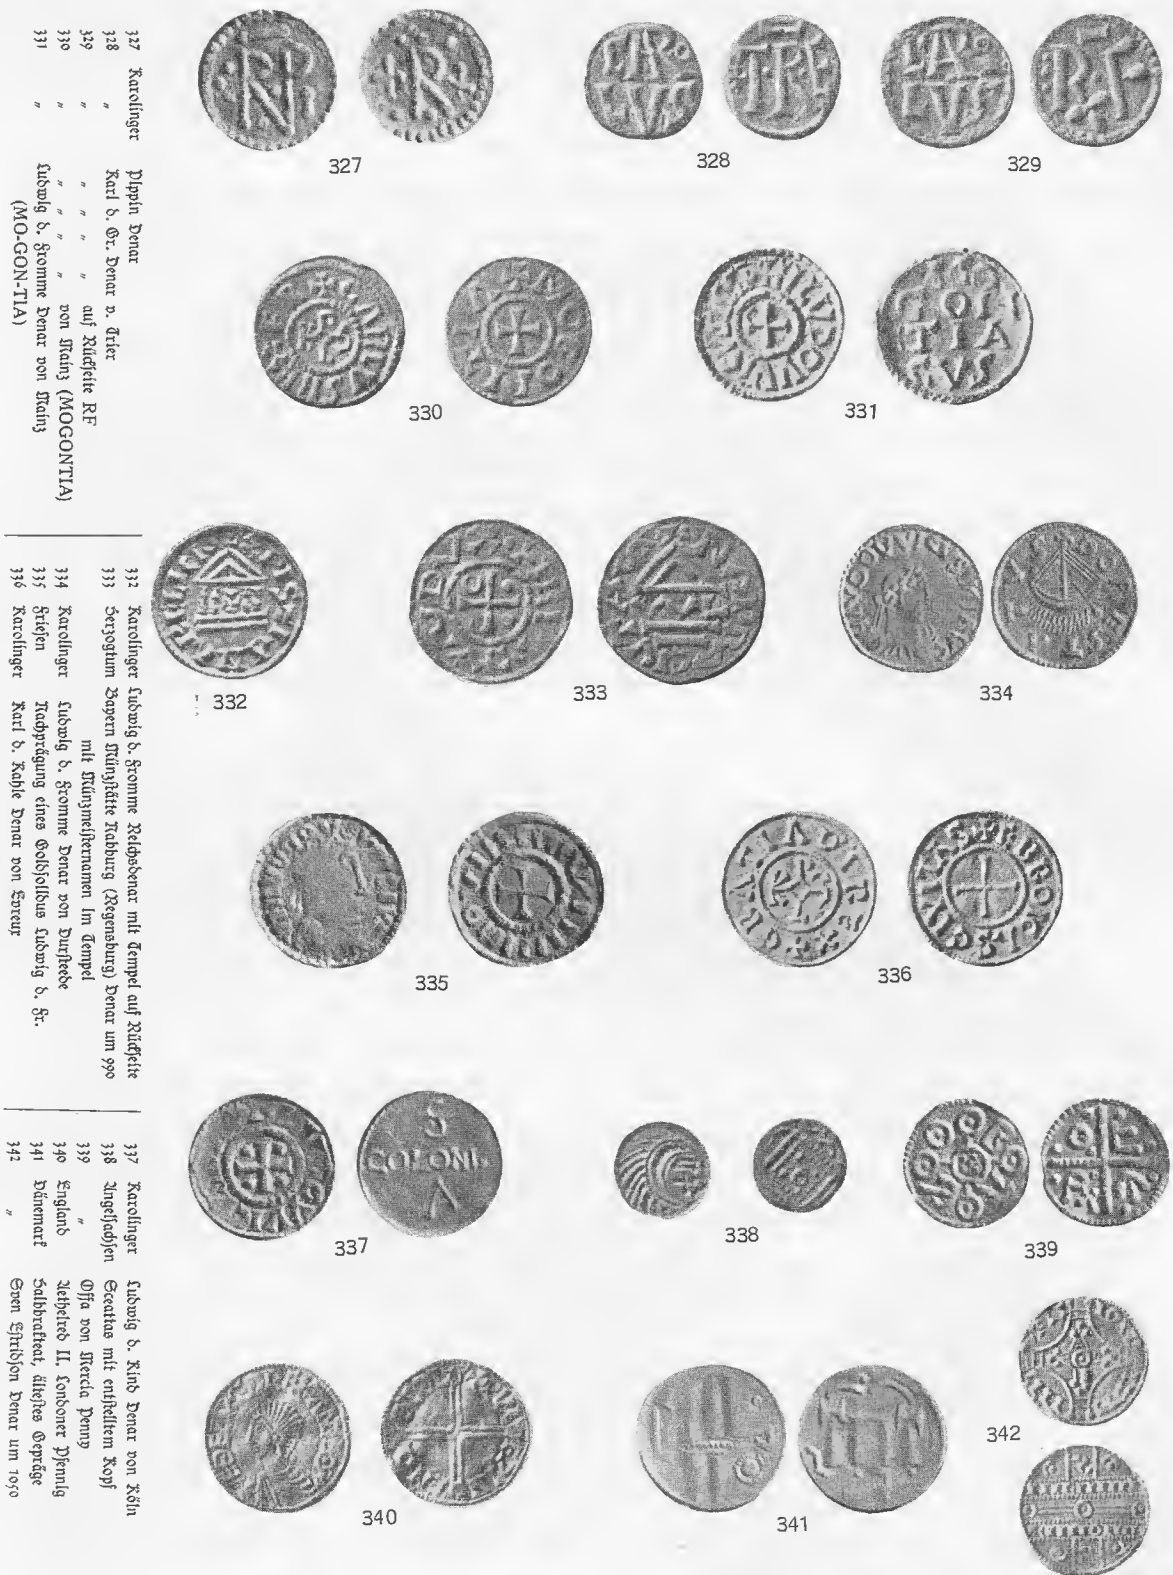 327 Karolinger Pippin Denar
328 " Karl d. Gr. Denar v. Trier
329 " " " " " auf Rückseite RF
330 " " " " " von Mainz (MOGONTIA)
331 " Ludwig d. Fromme Denar von Mainz
(MO-GON-TIA)
332 Karolinger Ludwig d. Fromme Reichsdenar mit Tempel auf Rückseite
333 Herzogtum Bayern Münzstätte Nabburg (Regensburg) Denar um 990
mit Münzmeisternamen im Tempel
334 Karolinger Ludwig d. Fromme Denar von Durstede
335 Friesen Nachprägung eines Goldsolidus Ludwig d. Fr.
336 Karolinger Karl d. Kahle Denar von Evreux
337 Karolinger Ludwig d. Kind Denar von Köln
338 Angelsachsen Sceattas mit entstelltem Kopf
339 " Offa von Mercia Penny
340 England Aethelred II. Londoner Pfennig
341 Dänemark Halbbrakteat, ältestes Gepräge
342 " Sven Estridson Denar um 1050
327
328
329
330
331
332
333
334
335
336
S
COLONI
A
337
338
339
340
341
342